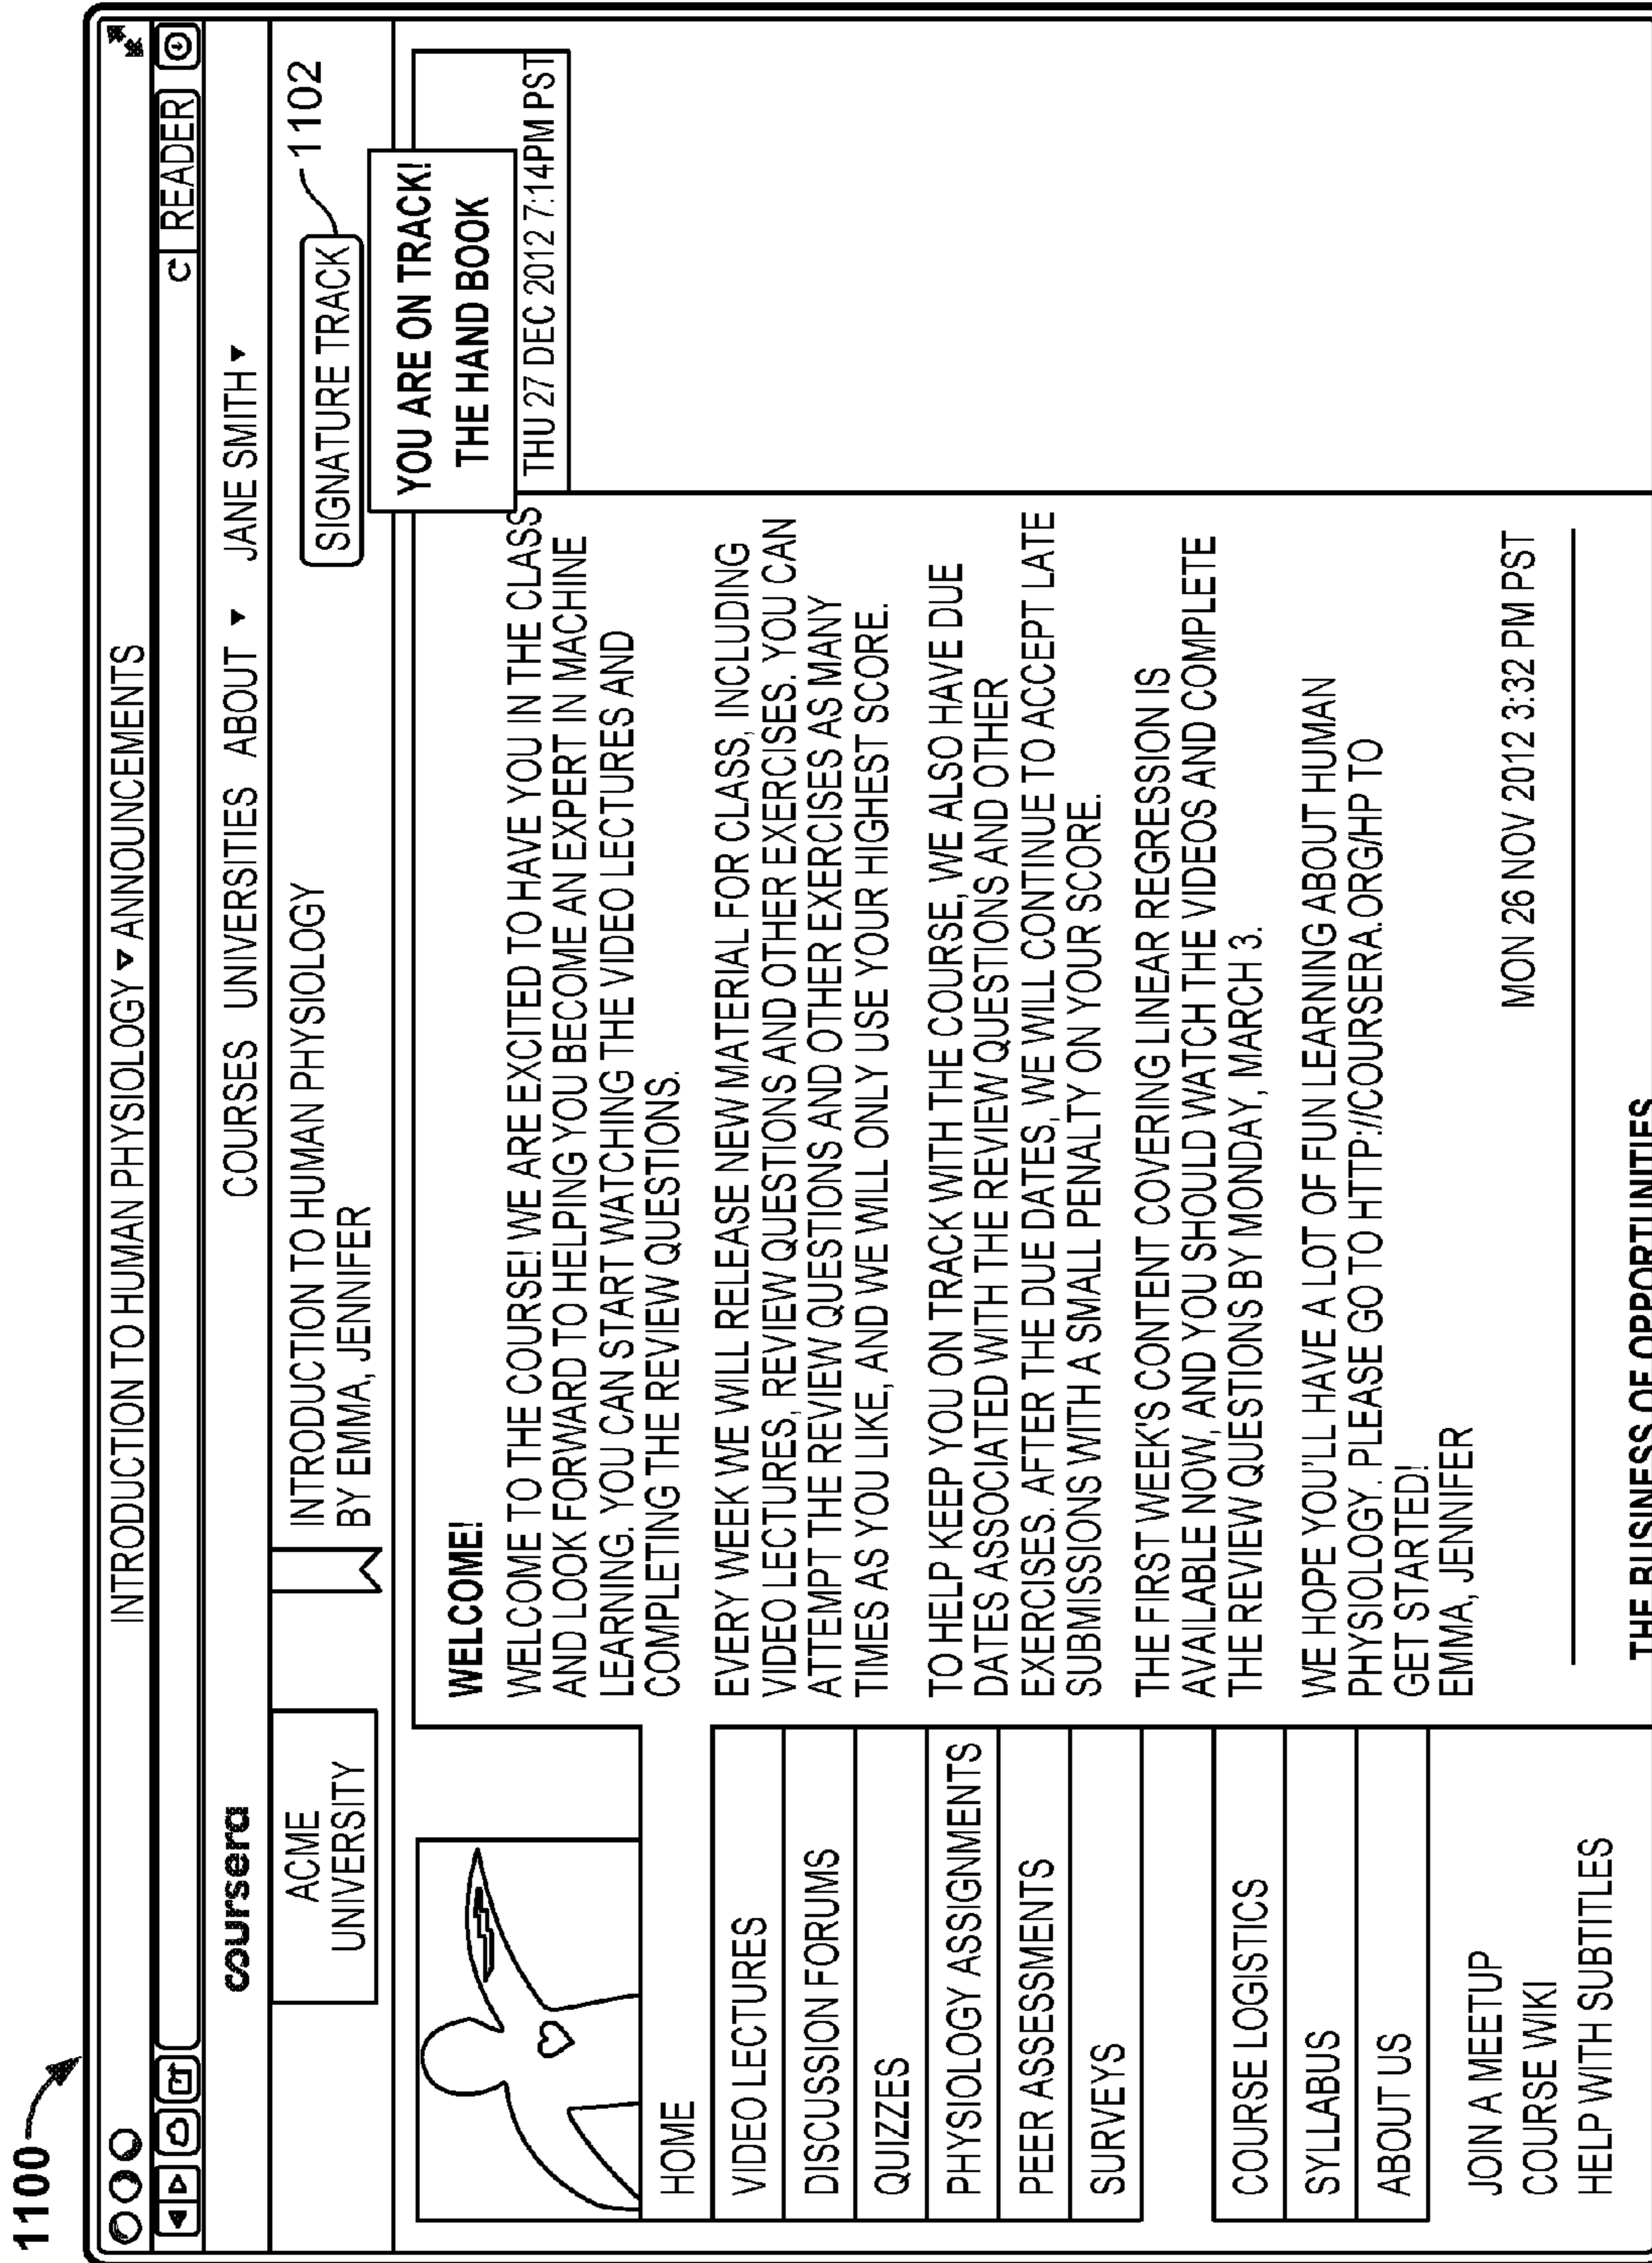 1100
INTRODUCTION TO HUMAN PHYSIOLOGY ▿ ANNOUNCEMENTS
READER
coursera
COURSES UNIVERSITIES ABOUT ▾ JANE SMITH ▾
ACME
UNIVERSITY
INTRODUCTION TO HUMAN PHYSIOLOGY
BY EMMA, JENNIFER
SIGNATURE TRACK
1102
YOU ARE ON TRACK!
THE HAND BOOK
THU 27 DEC 2012 7:14PM PST
HOME
VIDEO LECTURES
DISCUSSION FORUMS
QUIZZES
PHYSIOLOGY ASSIGNMENTS
PEER ASSESSMENTS
SURVEYS
COURSE LOGISTICS
SYLLABUS
ABOUT US
JOIN A MEETUP
COURSE WIKI
HELP WITH SUBTITLES
WELCOME!
WELCOME TO THE COURSE! WE ARE EXCITED TO HAVE YOU IN THE CLASS
AND LOOK FORWARD TO HELPING YOU BECOME AN EXPERT IN MACHINE
LEARNING. YOU CAN START WATCHING THE VIDEO LECTURES AND
COMPLETING THE REVIEW QUESTIONS.
EVERY WEEK WE WILL RELEASE NEW MATERIAL FOR CLASS, INCLUDING
VIDEO LECTURES, REVIEW QUESTIONS AND OTHER EXERCISES. YOU CAN
ATTEMPT THE REVIEW QUESTIONS AND OTHER EXERCISES AS MANY
TIMES AS YOU LIKE, AND WE WILL ONLY USE YOUR HIGHEST SCORE.
TO HELP KEEP YOU ON TRACK WITH THE COURSE, WE ALSO HAVE DUE
DATES ASSOCIATED WITH THE REVIEW QUESTIONS AND OTHER
EXERCISES. AFTER THE DUE DATES, WE WILL CONTINUE TO ACCEPT LATE
SUBMISSIONS WITH A SMALL PENALTY ON YOUR SCORE.
THE FIRST WEEK'S CONTENT COVERING LINEAR REGRESSION IS
AVAILABLE NOW, AND YOU SHOULD WATCH THE VIDEOS AND COMPLETE
THE REVIEW QUESTIONS BY MONDAY, MARCH 3.
WE HOPE YOU'LL HAVE A LOT OF FUN LEARNING ABOUT HUMAN
PHYSIOLOGY. PLEASE GO TO HTTP://COURSERA.ORG/HP TO
GET STARTED!
EMMA, JENNIFER
MON 26 NOV 2012 3:32 PM PST
THE BUSINESS OF OPPORTUNITIES